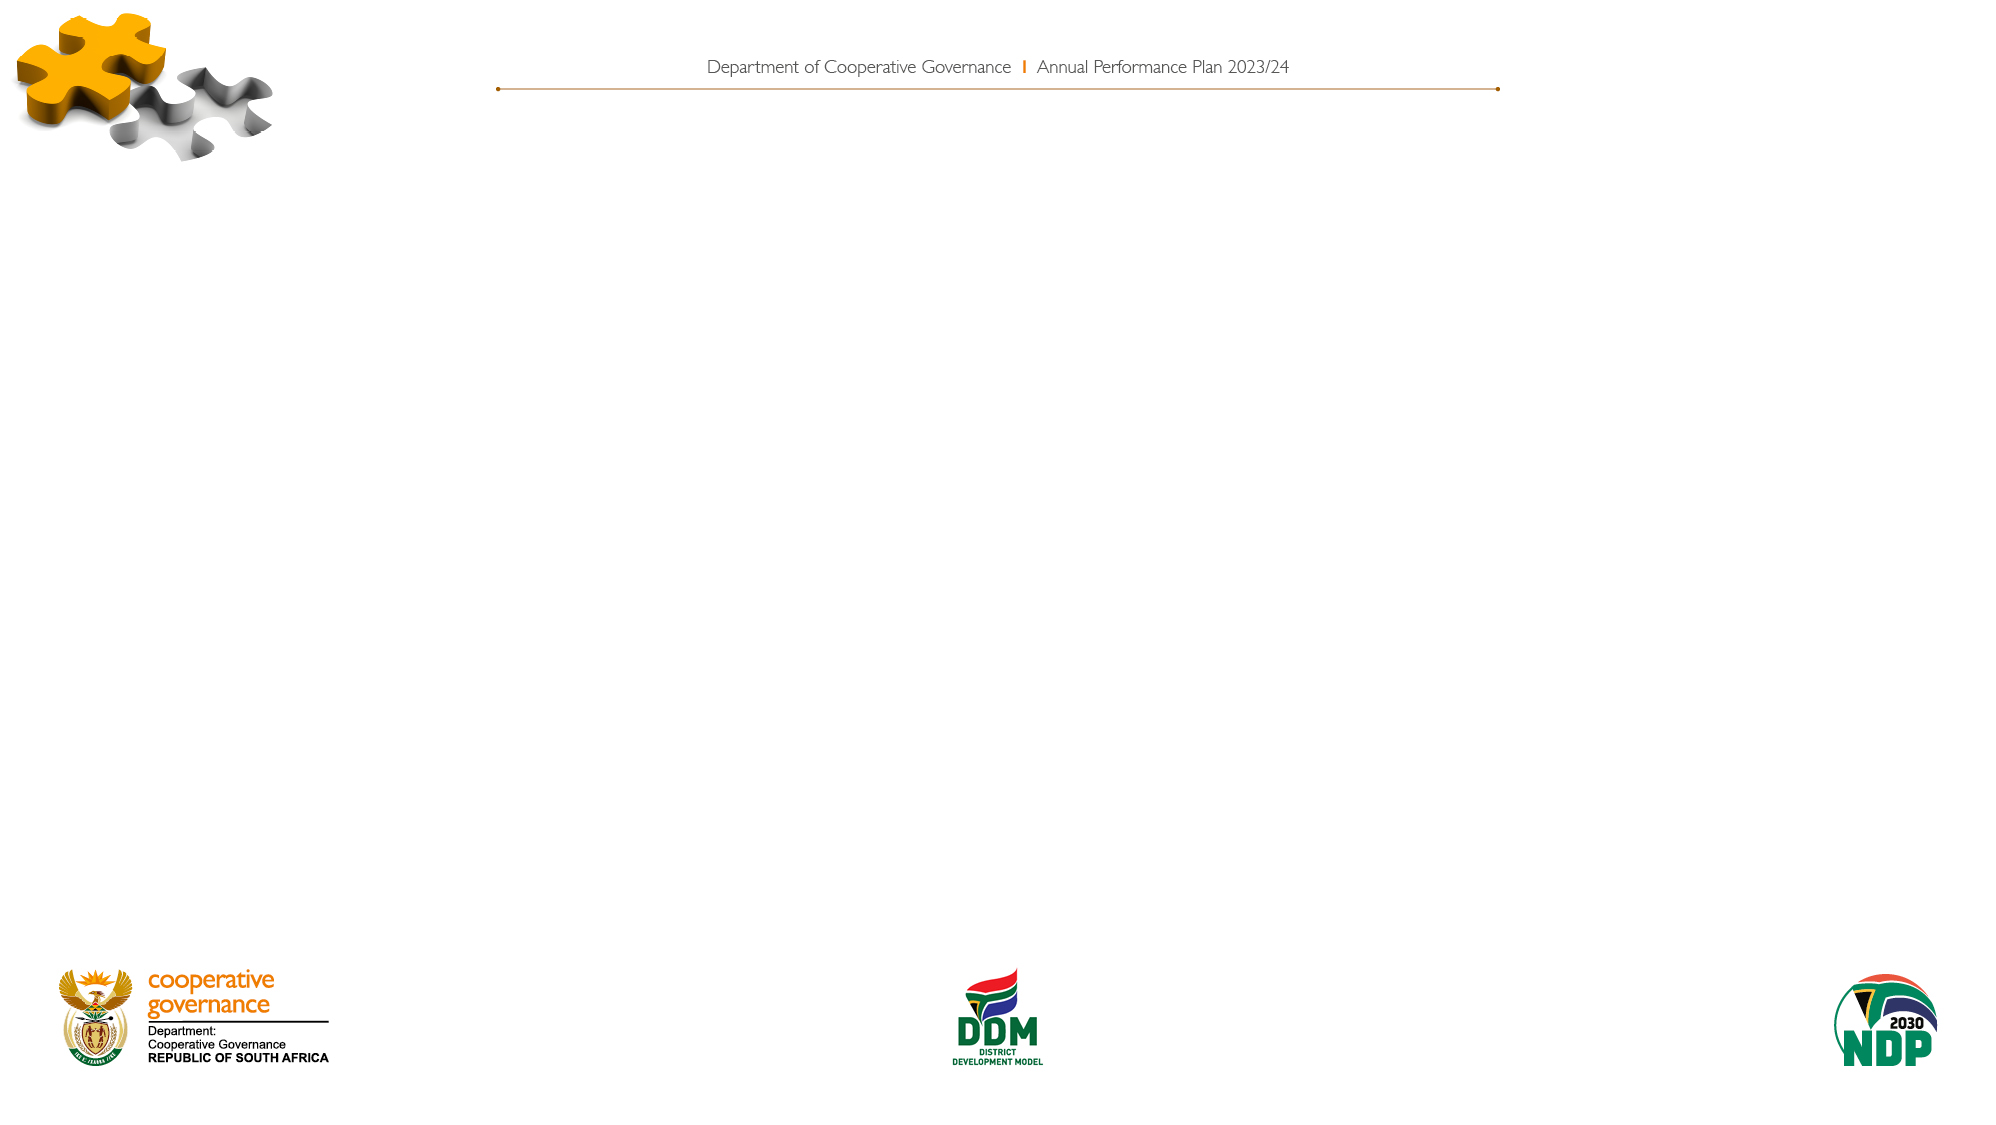 Department of Cooperative Governance I Annual Performance Plan 2023/24
cooperative
governance
Department:
Cooperative Governance
REPUBLIC OF SOUTH AFRICA
DDM
DISTRICT
DEVELOPMENT MODEL
2030
NDP